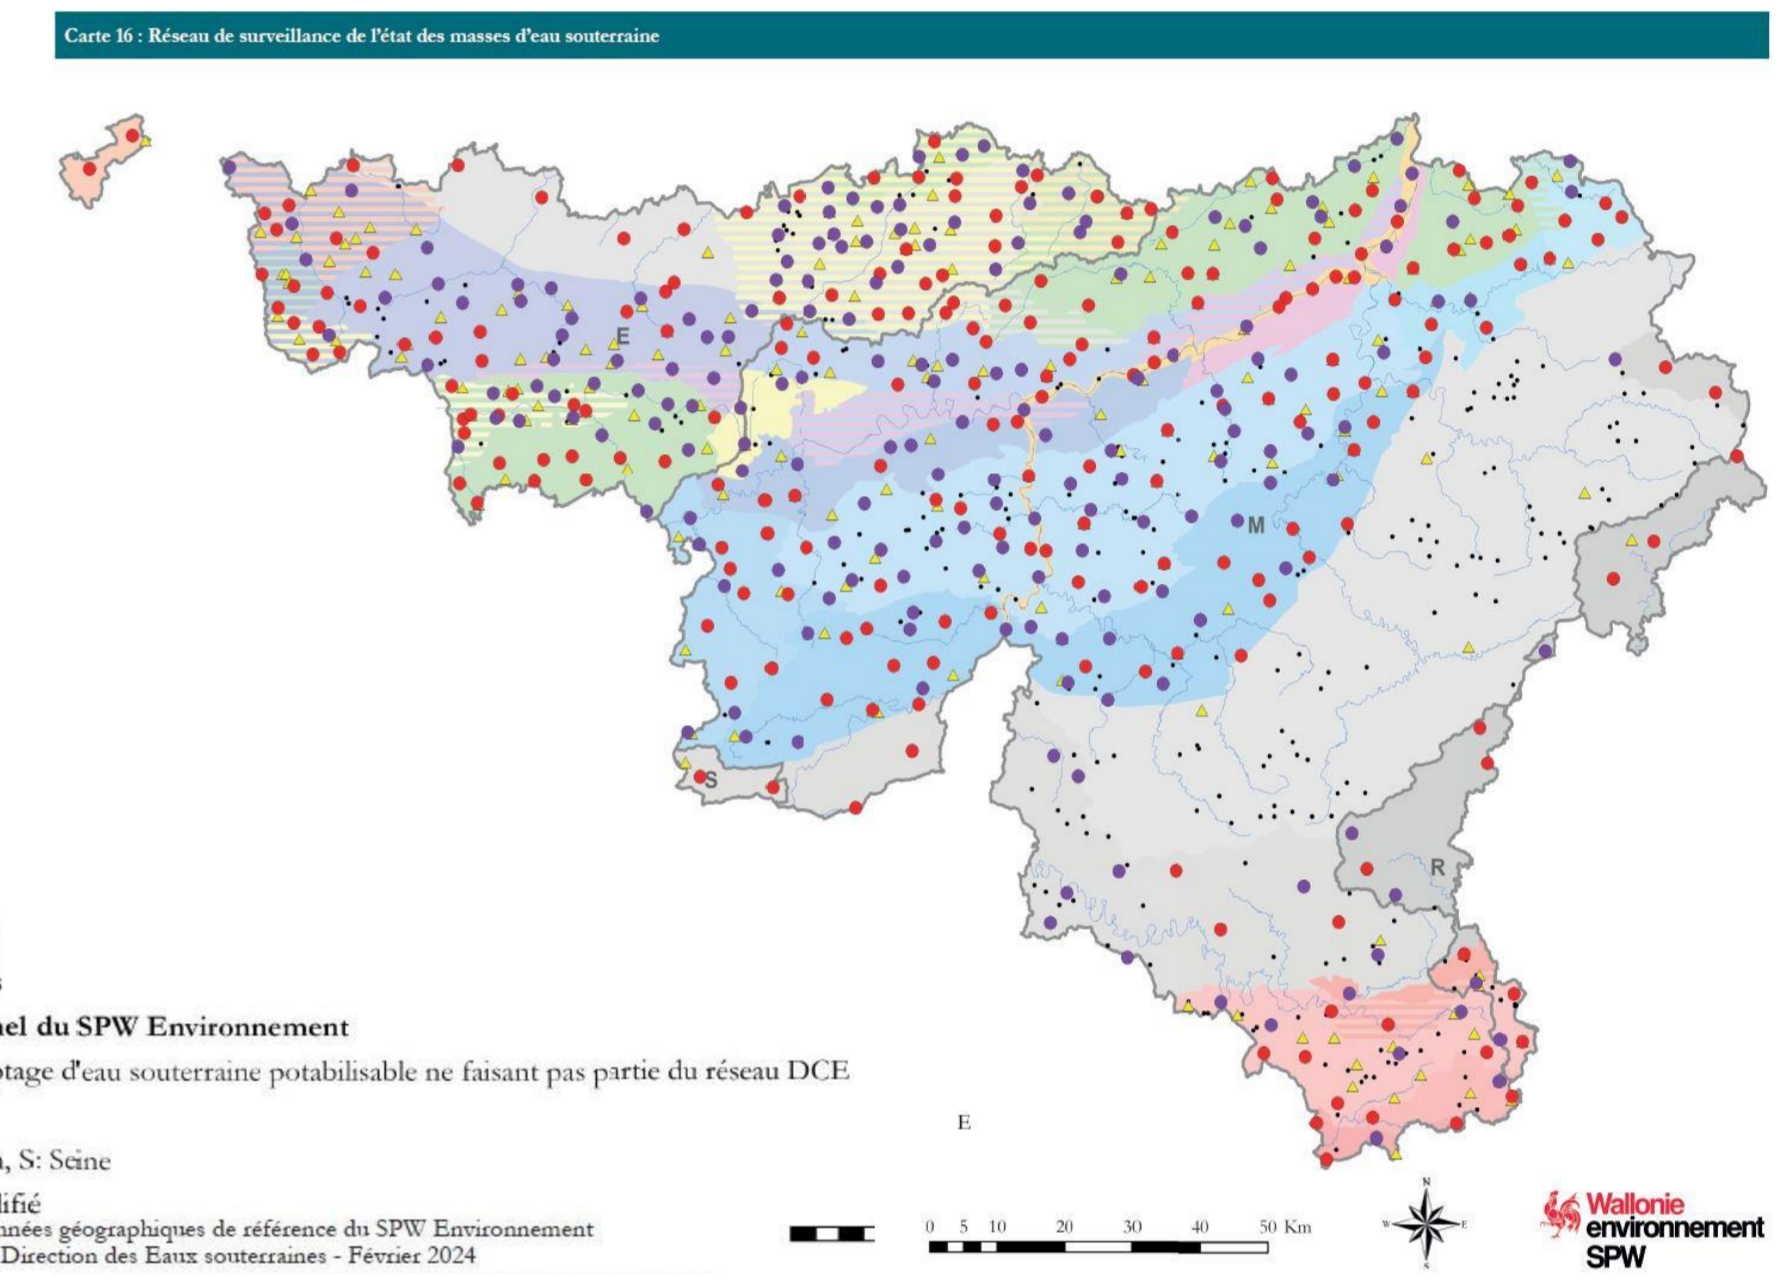 Carte 16 : Réseau de surveillance de l'état des masses d'eau souterraine
E
M
S
R
nel du SPW Environnement
ptage d'eau souterraine potabilisable ne faisant pas partie du réseau DCE
E
, S: Seine
lifié
nnées géographiques de référence du SPW Environnement
Direction des Eaux souterraines - Février 2024
0 5 10 20 30 40 50 Km
N
W E
S
Wallonie
environnement
SPW